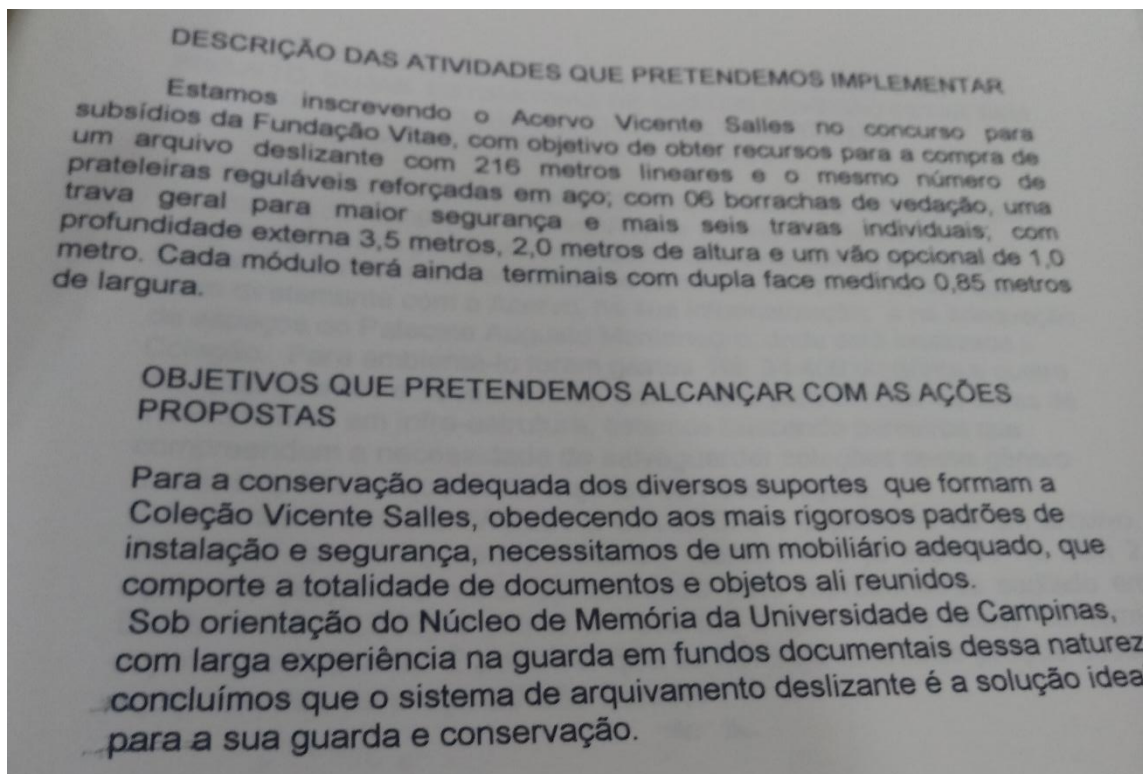 DESCRIÇÃO DAS ATIVIDADES QUE PRETENDEMOS IMPLEMENTAR
Estamos inscrevendo o Acervo Vicente Salles no concurso para
subsídios da Fundação Vitae, com objetivo de obter recursos para a compra de
um arquivo deslizante com 216 metros lineares e o mesmo número de
prateleiras reguláveis reforçadas em aço; com 06 borrachas de vedação, uma
trava geral para maior segurança e mais seis travas individuais; com
profundidade externa 3,5 metros, 2,0 metros de altura e um vão opcional de 1,0
metro. Cada módulo terá ainda terminais com dupla face medindo 0,85 metros
de largura.
OBJETIVOS QUE PRETENDEMOS ALCANÇAR COM AS AÇÕES
PROPOSTAS
Para a conservação adequada dos diversos suportes que formam a
Coleção Vicente Salles, obedecendo aos mais rigorosos padrões de
instalação e segurança, necessitamos de um mobiliário adequado, que
comporte a totalidade de documentos e objetos ali reunidos.
Sob orientação do Núcleo de Memória da Universidade de Campinas,
com larga experiência na guarda em fundos documentais dessa naturez
concluímos que o sistema de arquivamento deslizante é a solução idea
para a sua guarda e conservação.